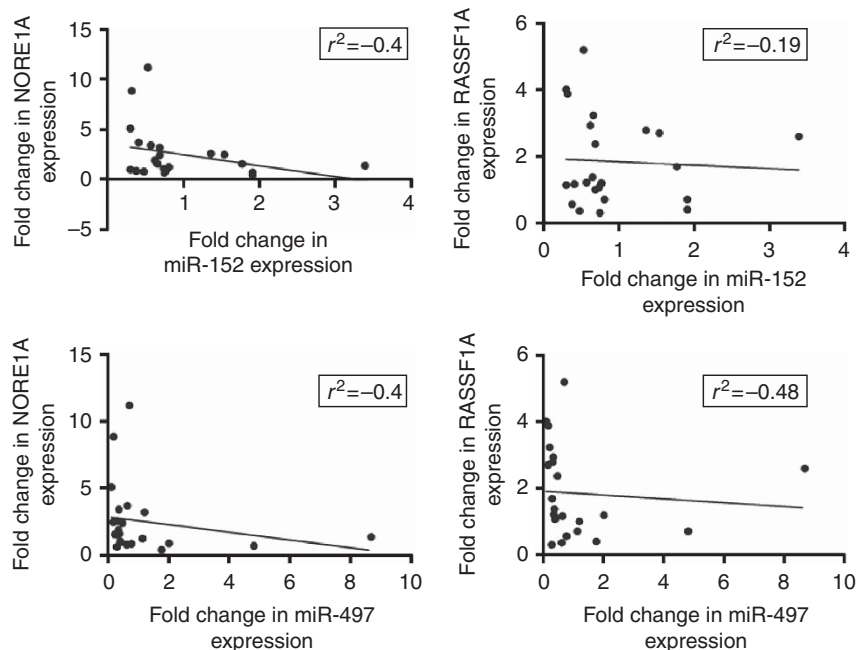 Fold change in NORE1A
expression
15
10
5
0
−5
r²=−0.4
1
2
3
4
Fold change in
miR-152 expression
Fold change in RASSF1A
expression
6
4
2
0
r²=−0.19
0
1
2
3
4
Fold change in miR-152
expression
Fold change in NORE1A
expression
15
10
5
0
r²=−0.4
0
2
4
6
8
10
Fold change in miR-497
expression
Fold change in RASSF1A
expression
6
4
2
0
r²=−0.48
0
2
4
6
8
10
Fold change in miR-497
expression